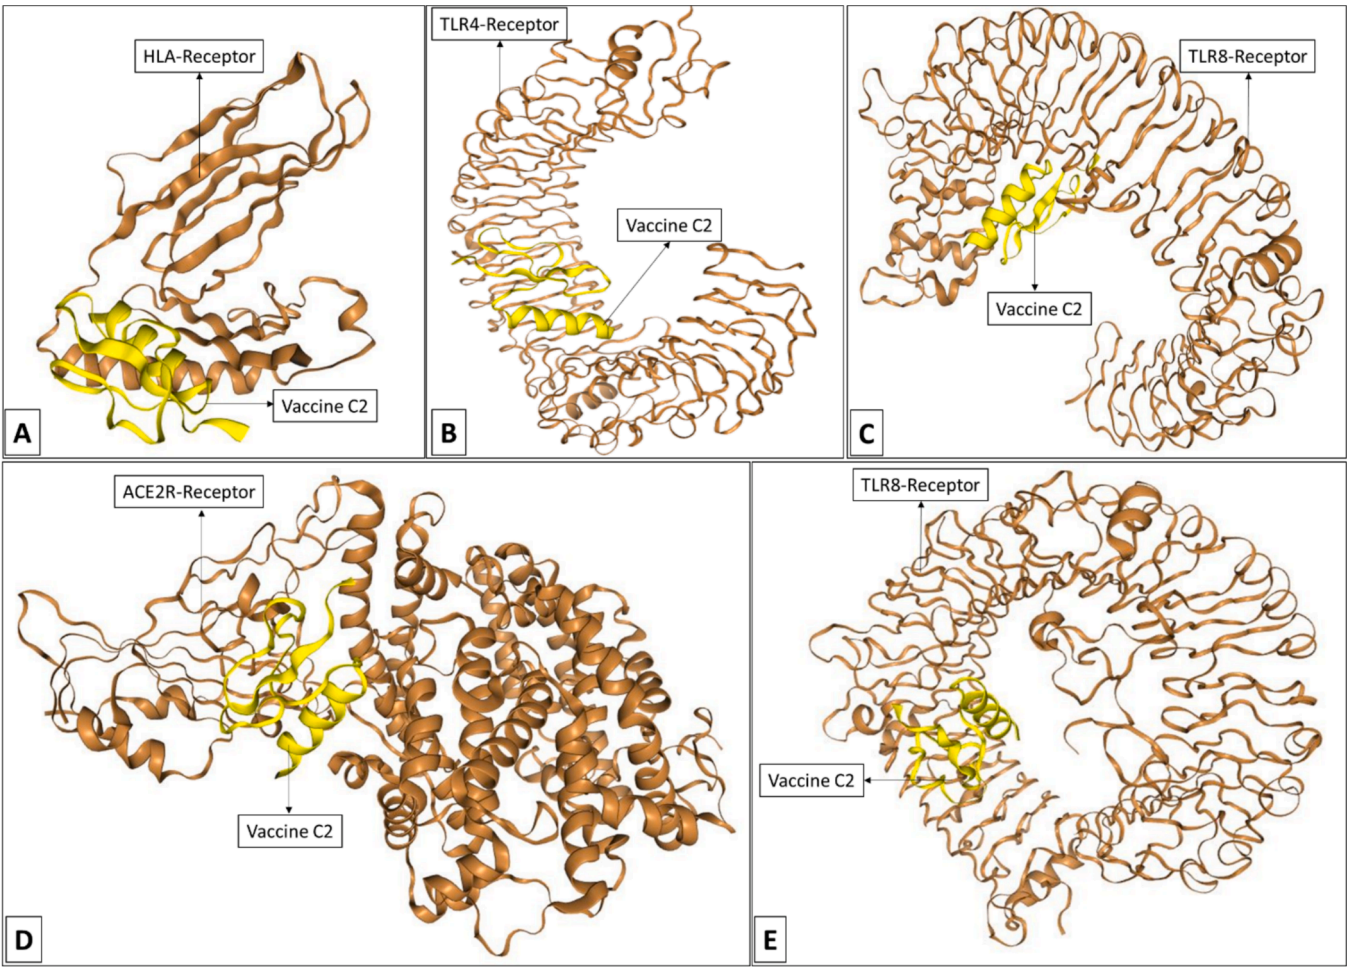 HLA-Receptor
Vaccine C2
A
TLR4-Receptor
Vaccine C2
B
TLR8-Receptor
Vaccine C2
C
ACE2R-Receptor
Vaccine C2
D
TLR8-Receptor
Vaccine C2
E